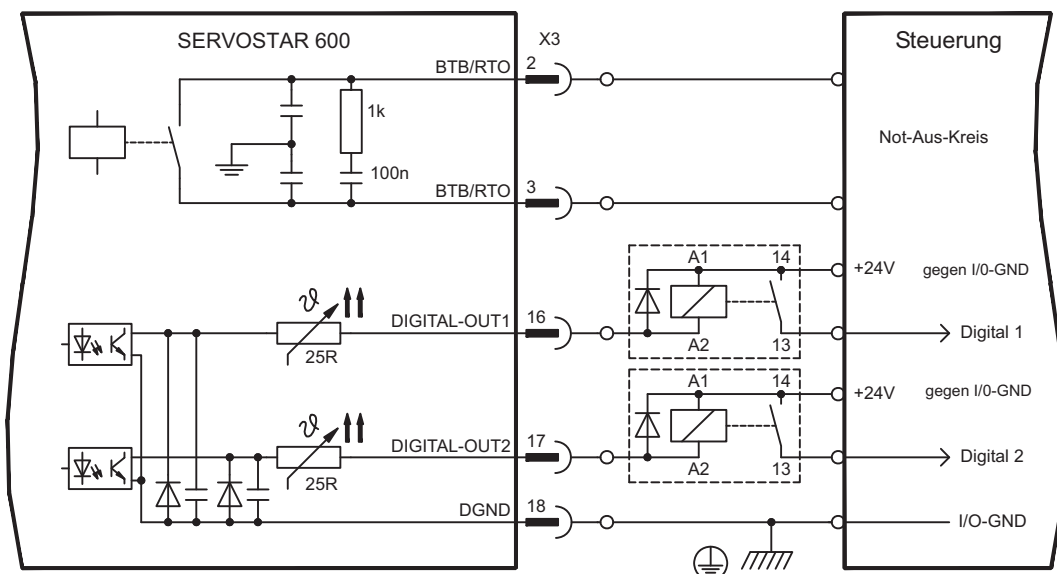 SERVOSTAR 600
X3
Steuerung
BTB/RTO 2
1k
100n
Not-Aus-Kreis
BTB/RTO 3
A1 14
+24V gegen I/0-GND
ϑ
DIGITAL-OUT1 16
25R
A2 13
Digital 1
A1 14
+24V gegen I/0-GND
ϑ
DIGITAL-OUT2 17
25R
A2 13
Digital 2
DGND 18
I/O-GND